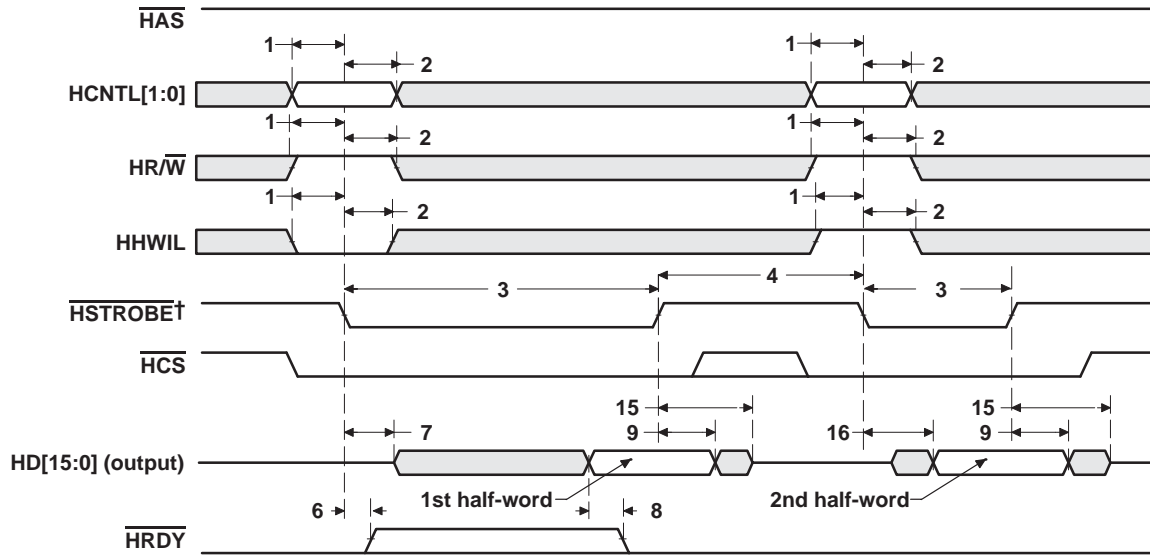 HAS
1 1
2 2
HCNTL[1:0]
1 1
2 2
HR/W
1 1
2 2
HHWIL
4
3 3
HSTROBE†
HCS
15 15
7 9 16 9
HD[15:0] (output)
1st half-word 2nd half-word
6 8
HRDY